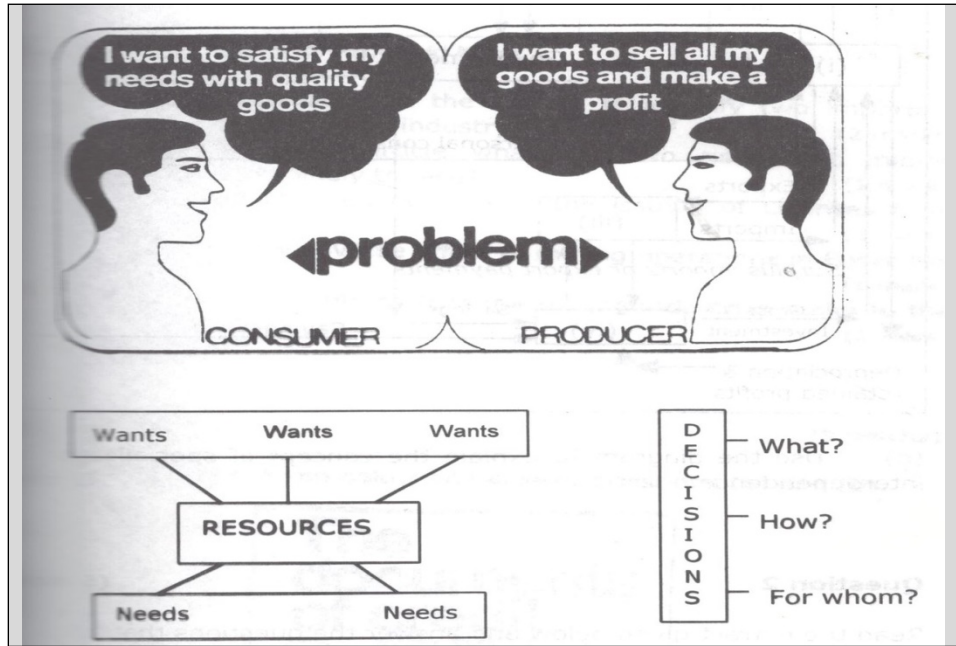 I want to satisfy my
needs with quality
goods
I want to sell all my
goods and make a
profit
problem
CONSUMER
PRODUCER
Wants Wants Wants
RESOURCES
Needs Needs
DECISIONS
What?
How?
For whom?